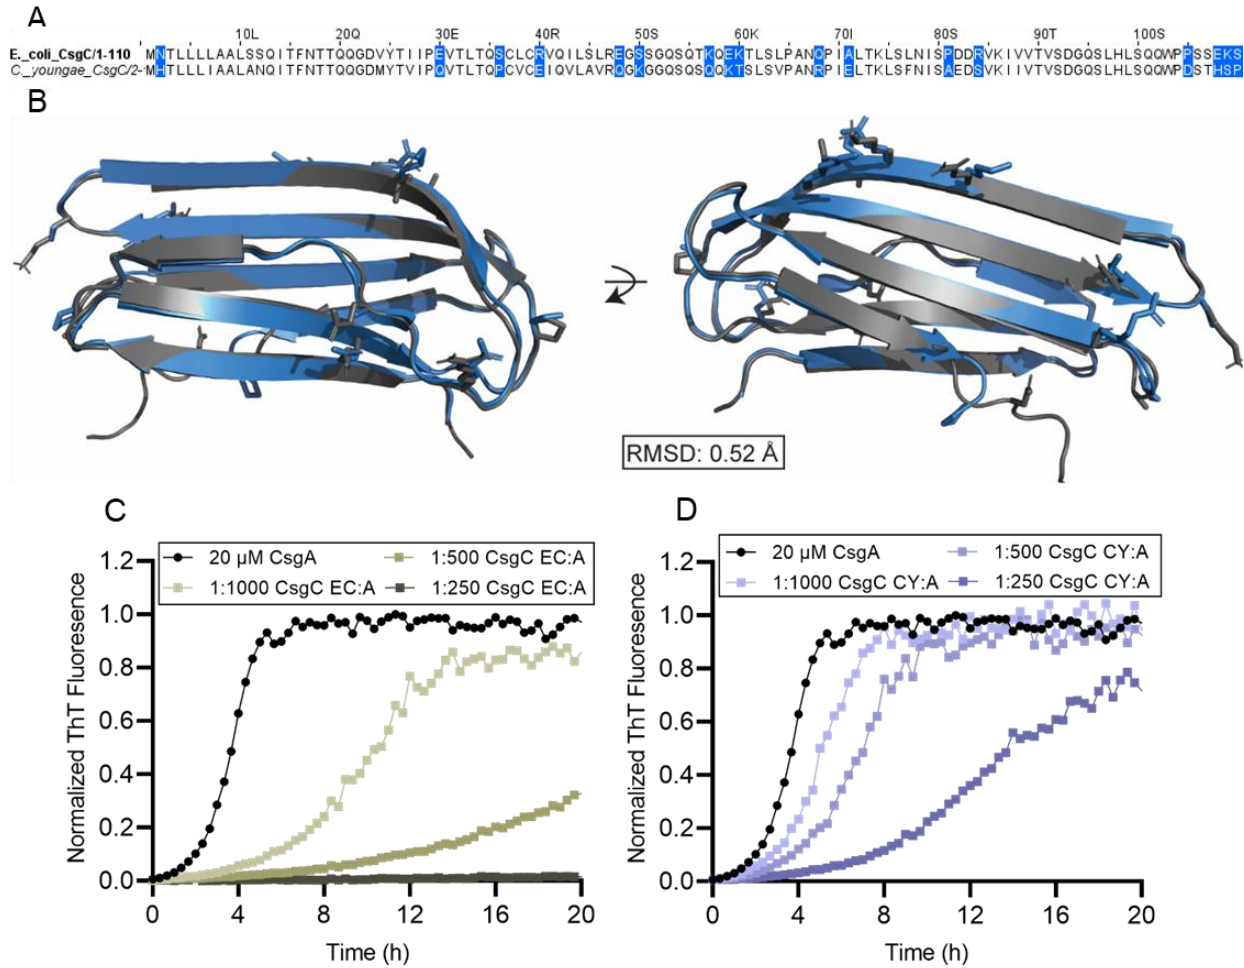 A
10L 20Q 30E 40R 50S 60K 70I 80S 90T 100S
E._coli_CsgC/1-110 MNTLLLLAALSSQITFNTTQQGDVYTIIPEVTLTQSCLCRVQILSLREGSSGQSQTKQEKTLSLPANQPIALTKLSLNISPDDRVKIVVTVSDGQSLHLSQQWPPSSEKS
C._youngae_CsgC/2- MHTLLLIAALANQITFNTTQQGDMYTVIPQVTLTQPCVCEIQVLAVRQGKGGQSQSQQKTSLSVPANRPIELTKLSFNISAEDSVKIIVTVSDGQSLHLSQQWPDSTHSP
B
RMSD: 0.52 Å
C
20 µM CsgA
1:500 CsgC EC:A
1:1000 CsgC EC:A
1:250 CsgC EC:A
1.2
1.0
0.8
0.6
0.4
0.2
0.0
Normalized ThT Fluorescence
0 4 8 12 16 20
Time (h)
D
20 µM CsgA
1:500 CsgC CY:A
1:1000 CsgC CY:A
1:250 CsgC CY:A
1.2
1.0
0.8
0.6
0.4
0.2
0.0
Normalized ThT Fluorescence
0 4 8 12 16 20
Time (h)